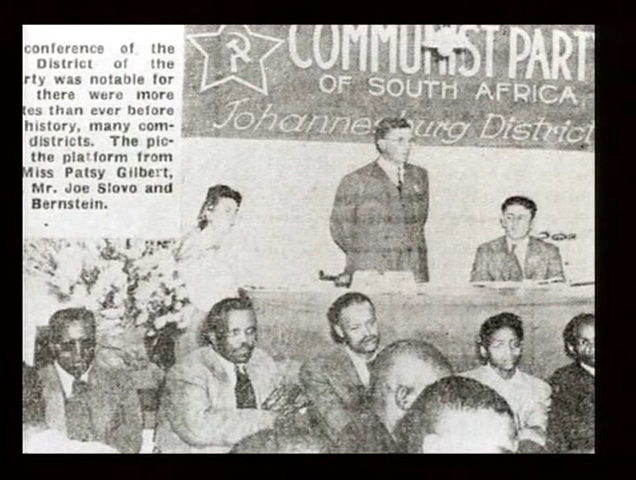 conference of the
District of the
rty was notable for
there were more
tes than ever before
history, many com-
districts. The pic-
the platform from
Miss Patsy Gilbert,
Mr. Joe Slovo and
Bernstein.
COMMUNIST PART
OF SOUTH AFRICA
Johannesburg District